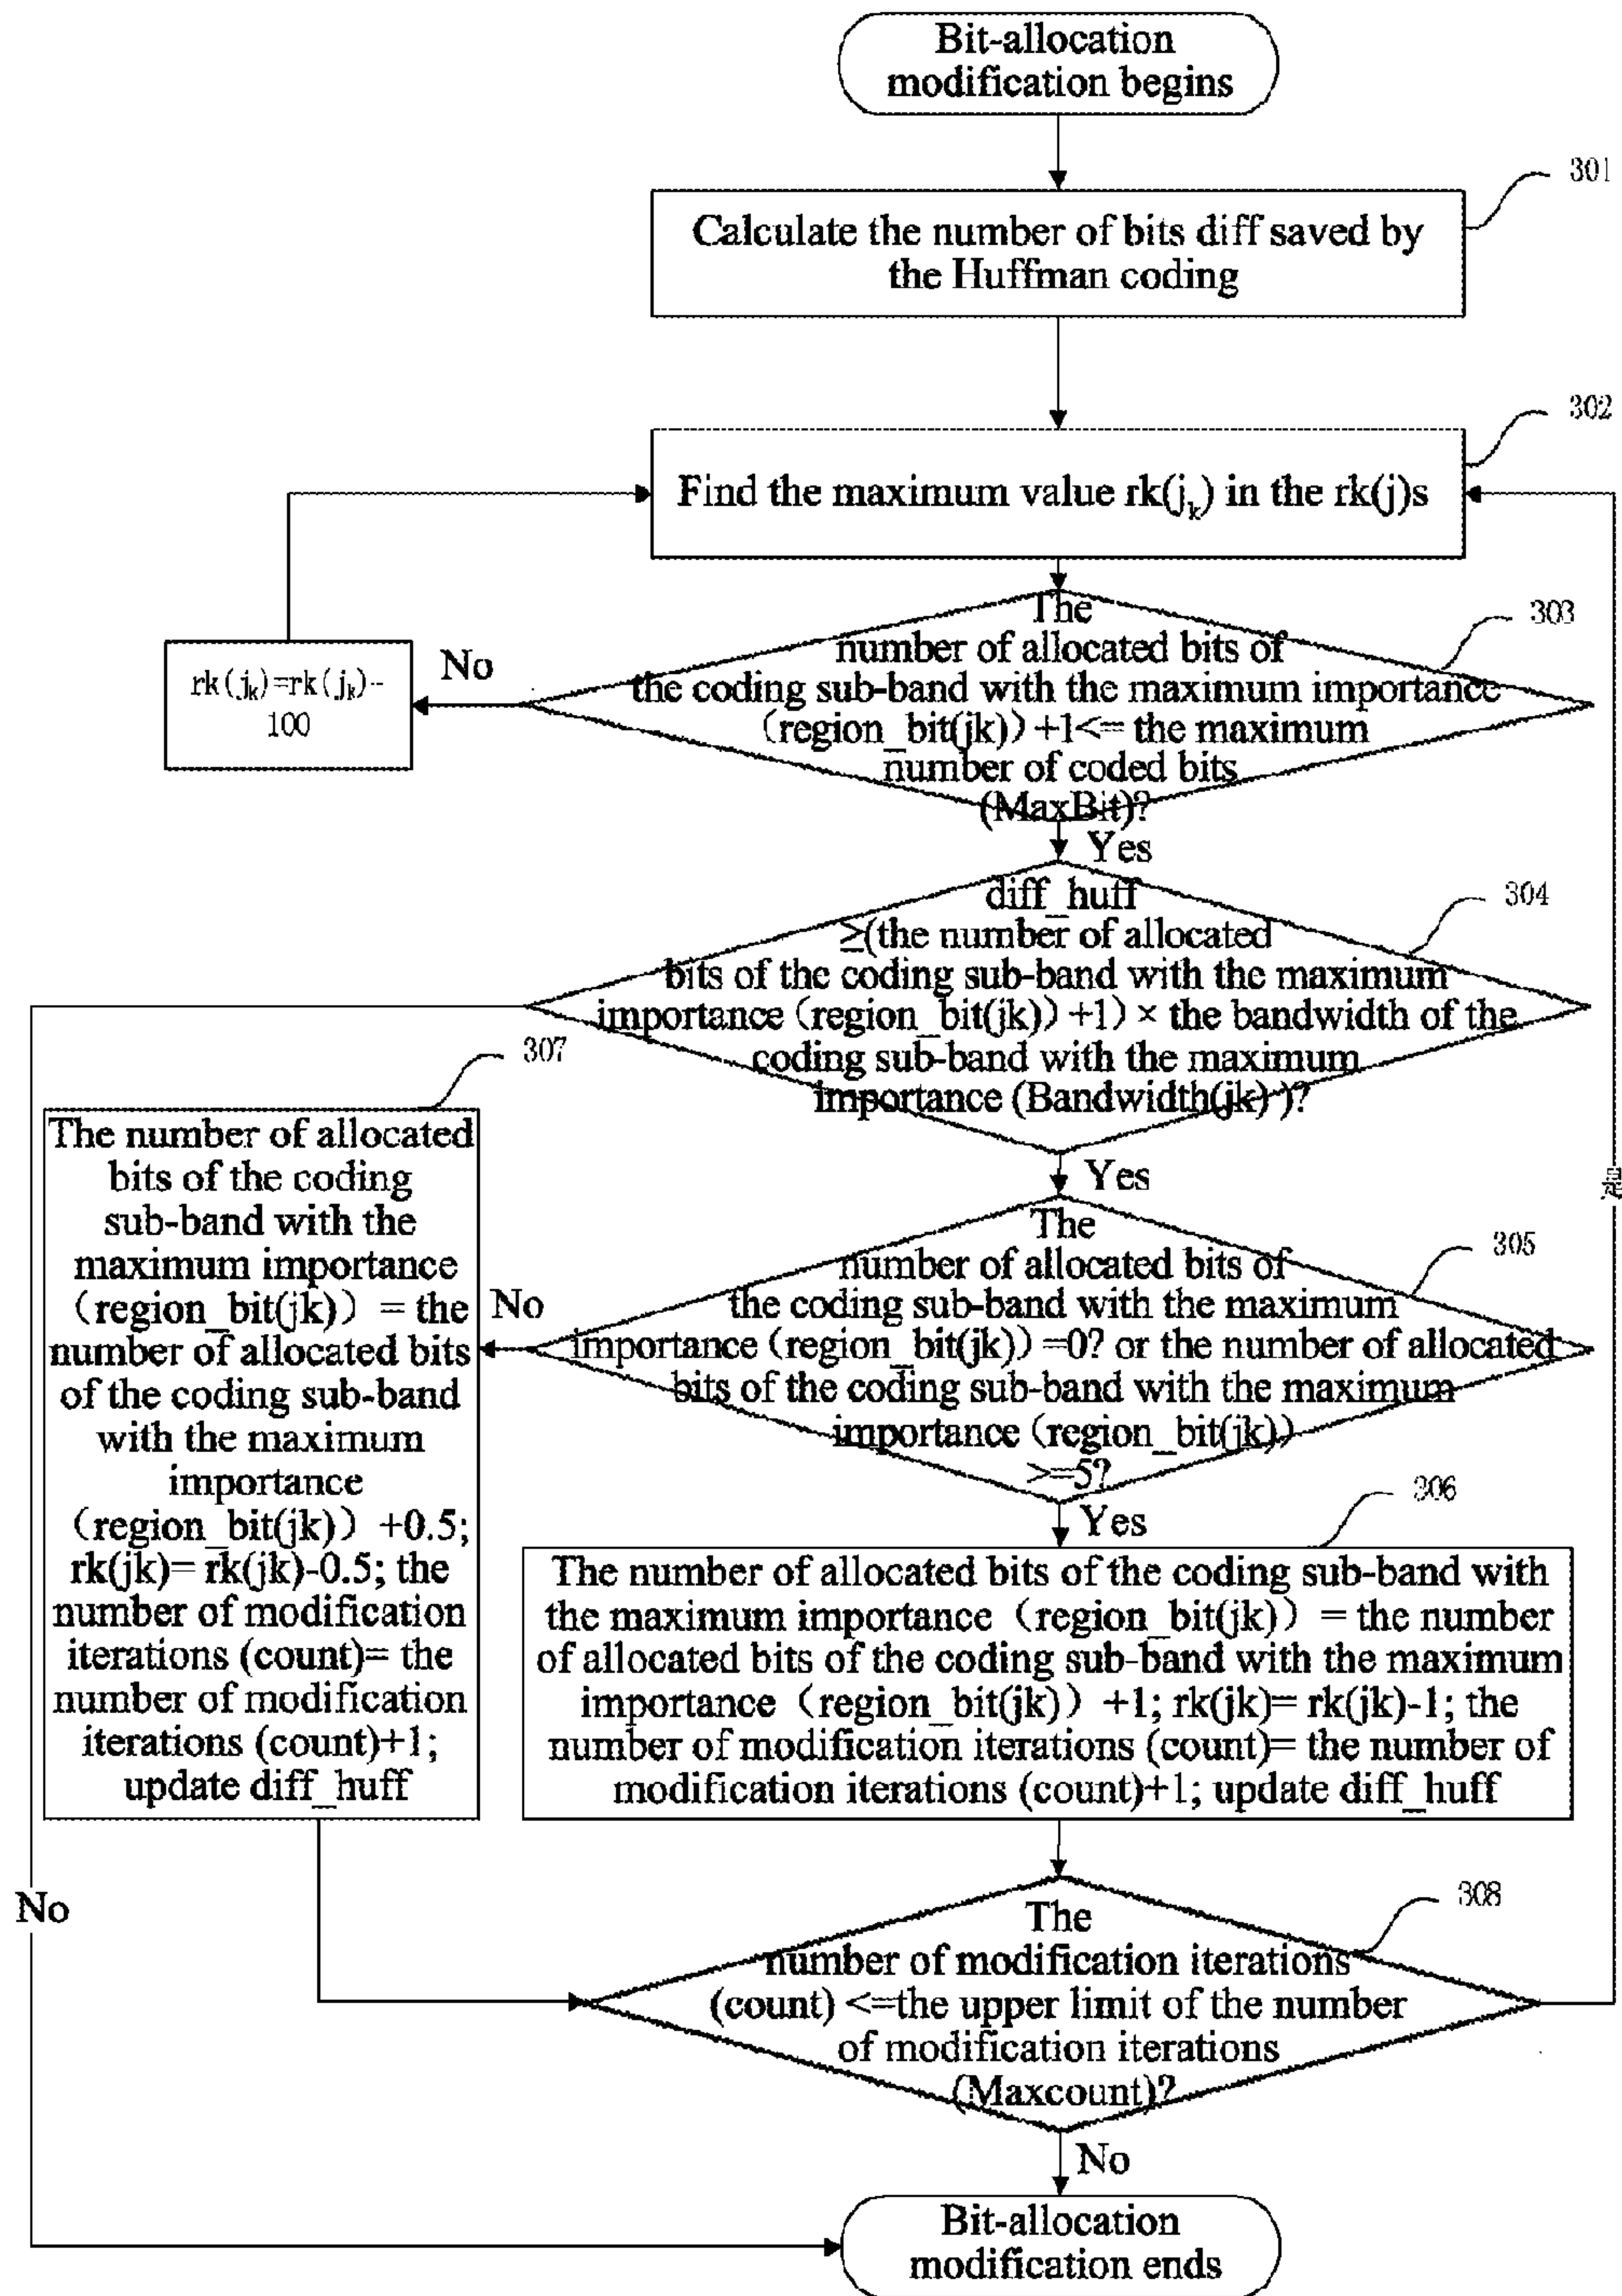 Bit-allocation
modification begins
301
Calculate the number of bits diff saved by
the Huffman coding
302
Find the maximum value rk(jk) in the rk(j)s
303
The
number of allocated bits of
the coding sub-band with the maximum importance
(region_bit(jk)) +1<= the maximum
number of coded bits
(MaxBit)?
No
rk(jk)=rk(jk)-
100
Yes
304
diff_huff
≥(the number of allocated
bits of the coding sub-band with the maximum
importance (region_bit(jk)) +1) × the bandwidth of the
coding sub-band with the maximum
importance (Bandwidth(jk) )?
Yes
305
The
number of allocated bits of
the coding sub-band with the maximum
importance (region_bit(jk)) =0? or the number of allocated
bits of the coding sub-band with the maximum
importance (region_bit(jk))
>=5?
No
307
The number of allocated
bits of the coding
sub-band with the
maximum importance
(region_bit(jk)) = the
number of allocated bits
of the coding sub-band
with the maximum
importance
(region_bit(jk)) +0.5;
rk(jk)= rk(jk)-0.5; the
number of modification
iterations (count)= the
number of modification
iterations (count)+1;
update diff_huff
Yes
306
The number of allocated bits of the coding sub-band with
the maximum importance (region_bit(jk)) = the number
of allocated bits of the coding sub-band with the maximum
importance (region_bit(jk)) +1; rk(jk)= rk(jk)-1; the
number of modification iterations (count)= the number of
modification iterations (count)+1; update diff_huff
No
308
The
number of modification iterations
(count) <=the upper limit of the number
of modification iterations
(Maxcount)?
No
Bit-allocation
modification ends